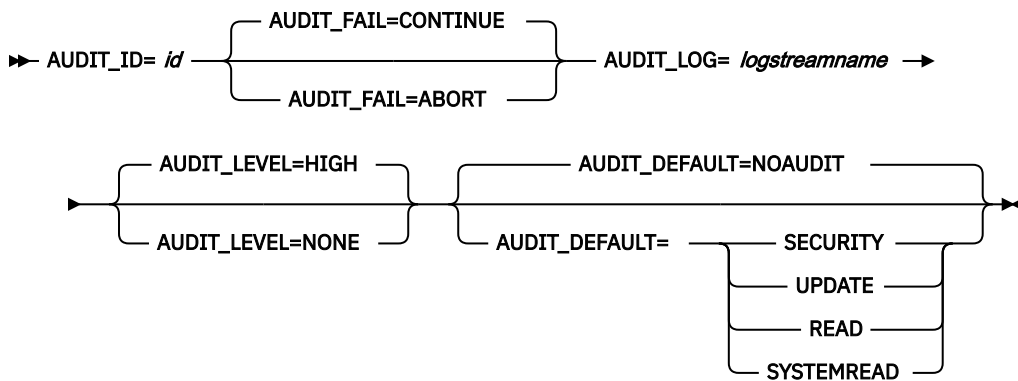 AUDIT_FAIL=CONTINUE
AUDIT_ID= id AUDIT_LOG= logstreamname
AUDIT_FAIL=ABORT
AUDIT_LEVEL=HIGH AUDIT_DEFAULT=NOAUDIT
AUDIT_LEVEL=NONE AUDIT_DEFAULT= SECURITY
UPDATE
READ
SYSTEMREAD